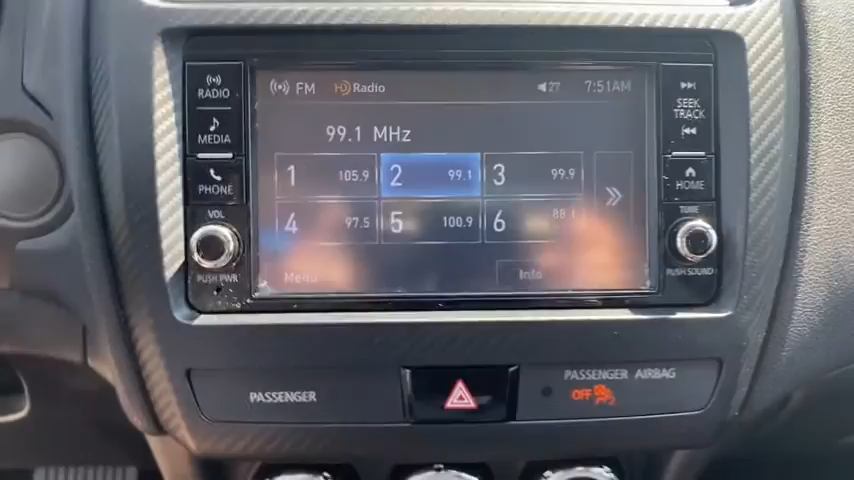 RADIO
MEDIA
PHONE
VOL
PUSH PWR
FM HD Radio 27 7:51AM
99.1 MHz
1 105.9 2 99.1 3 99.9
4 97.5 5 100.9 6 88.1
Menu Info
SEEK
TRACK
HOME
TUNE
PUSH SOUND
PASSENGER
PASSENGER AIRBAG
OFF